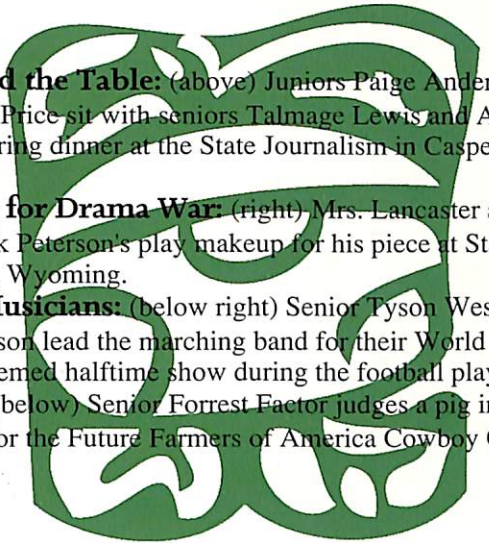 d the Table: (above) Juniors Paige Ander
Price sit with seniors Talmage Lewis and A
ring dinner at the State Journalism in Caspe
for Drama War: (right) Mrs. Lancaster a
k Peterson's play makeup for his piece at St
Wyoming.
usicians: (below right) Senior Tyson Wes
son lead the marching band for their World
emed halftime show during the football play
below) Senior Forrest Factor judges a pig in
or the Future Farmers of America Cowboy